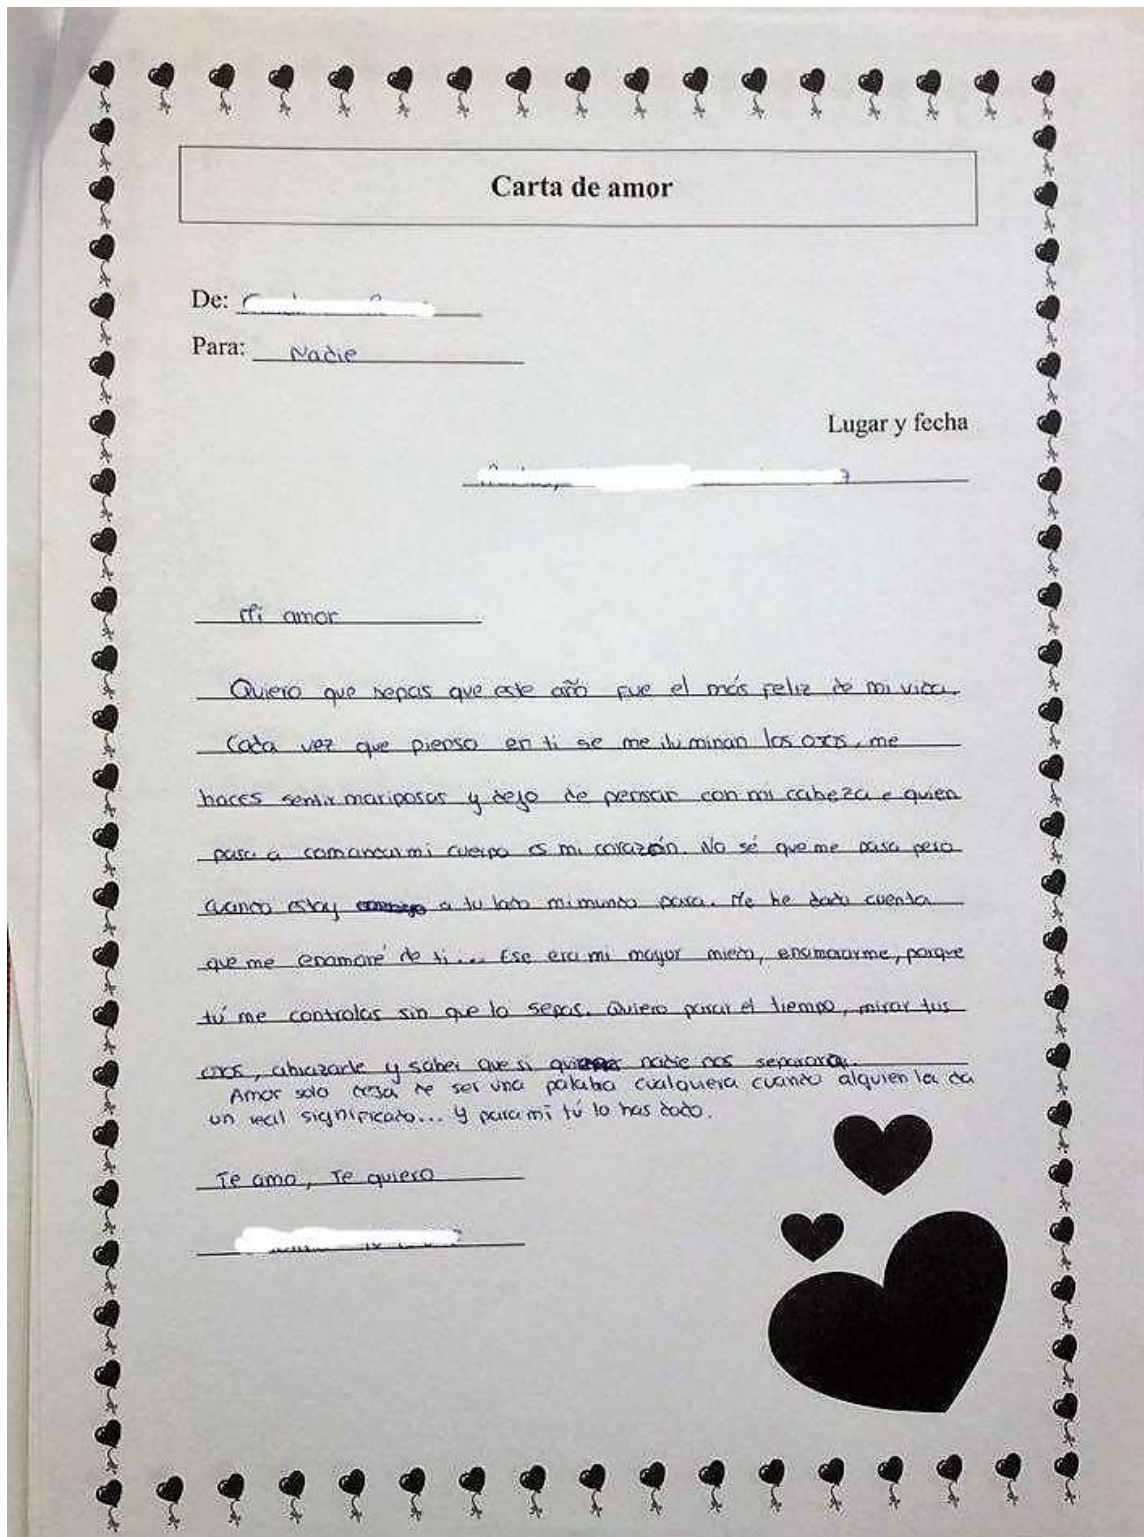 Carta de amor
De:
Para: Nadie
Lugar y fecha
Mi amor
Quiero que sepas que este año fue el más feliz de mi vida.
Cada vez que pienso en ti se me iluminan los ojos, me
haces sentir mariposas y dejo de pensar con mi cabeza e quien
pasa a comandar mi cuerpo es mi corazón. No sé que me pasa pero
cuando estoy a tu lado mi mundo para. Me he dado cuenta
que me enamoré de ti... Ese era mi mayor miedo, enamorarme, porque
tú me controlas sin que lo sepas. Quiero pasar el tiempo, mirar tus
ojos, abrazarle y saber que si nadie nos separará.
Amor solo deja de ser una palabra cualquiera cuando alguien la da
un real significado... y para mi tú lo has dado.
Te amo, Te quiero